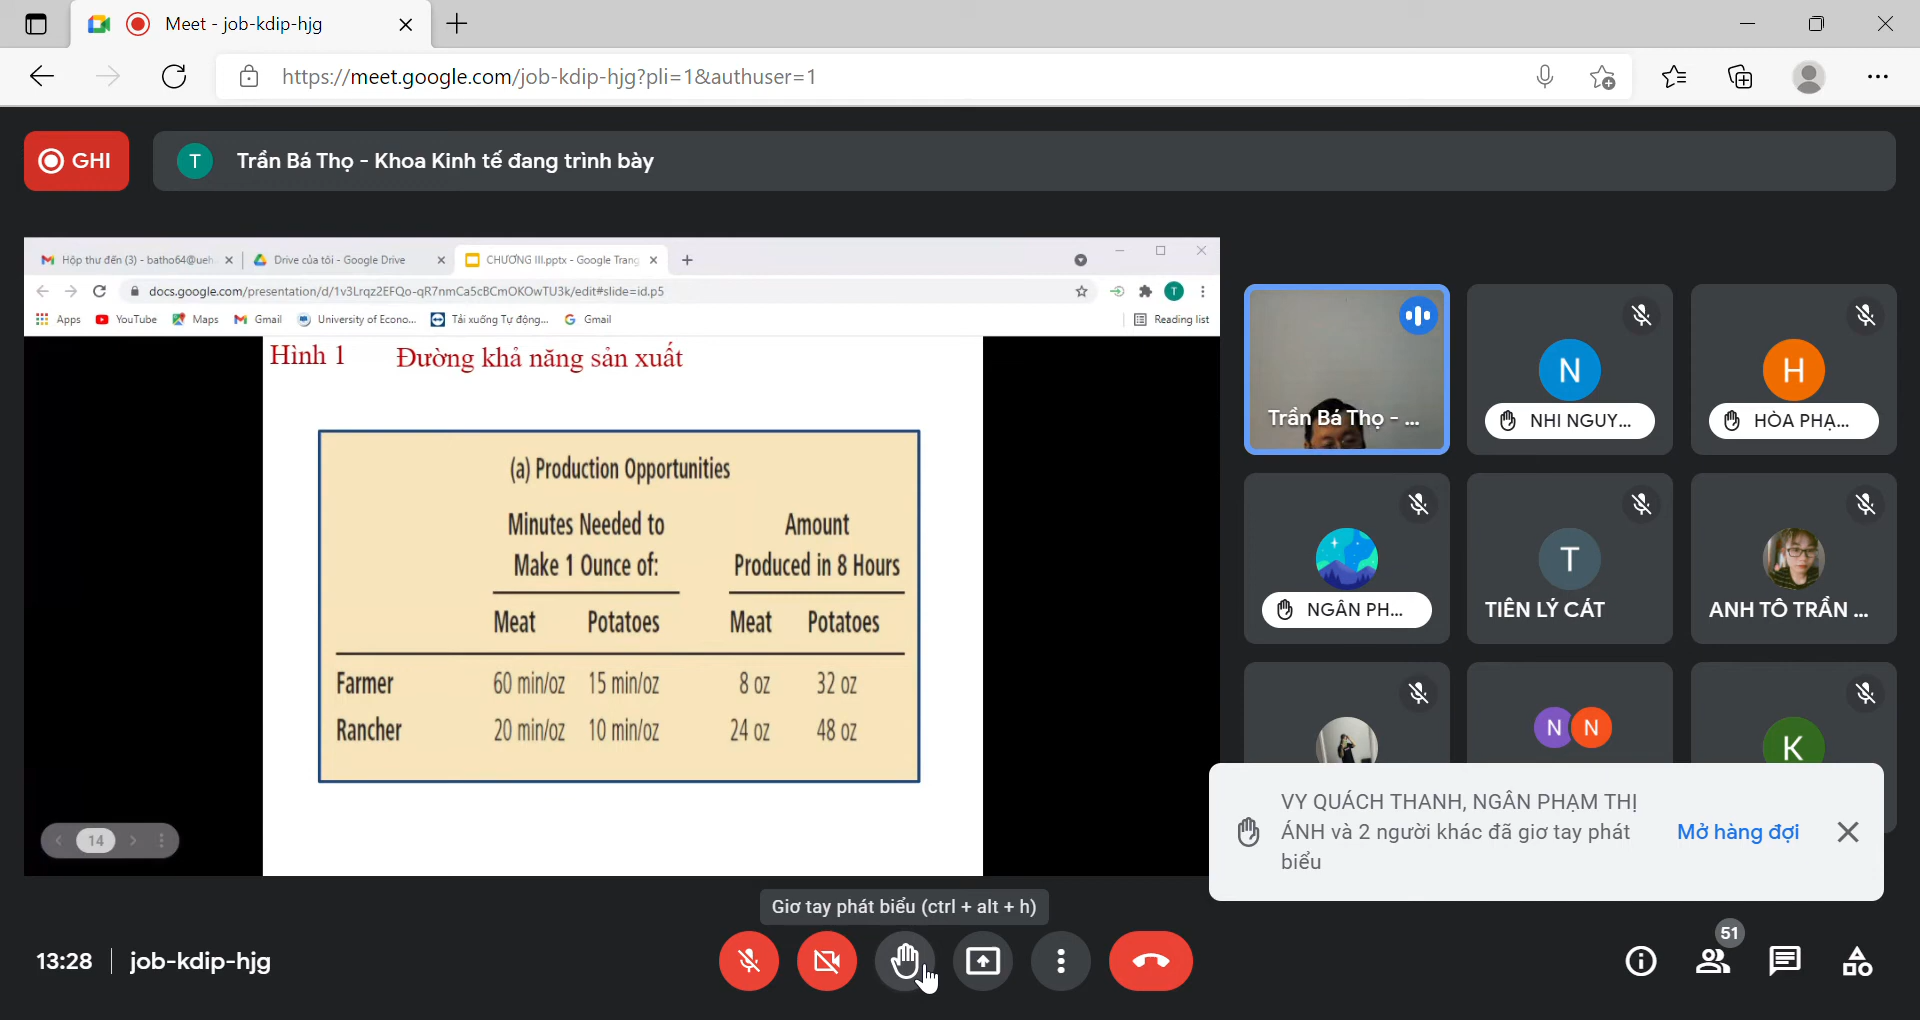 Meet - job-kdip-hjg
https://meet.google.com/job-kdip-hjg?pli=1&authuser=1
GHI
T
Trần Bá Thọ - Khoa Kinh tế đang trình bày
Hộp thư đến (3) - batho64@ueh
Drive của tôi - Google Drive
CHƯƠNG III.pptx - Google Trang
docs.google.com/presentation/d/1v3Lrqz2EFQo-qR7nmCa5cBCmOKOwTU3k/edit#slide=id.p5
T
Apps
YouTube
Maps
Gmail
University of Econo...
Tải xuống Tự động...
Gmail
Reading list
Hình 1 Đường khả năng sản xuất
(a) Production Opportunities
Minutes Needed to
Make 1 Ounce of:
Amount
Produced in 8 Hours
Meat Potatoes Meat Potatoes
Farmer 60 min/oz 15 min/oz 8 oz 32 oz
Rancher 20 min/oz 10 min/oz 24 oz 48 oz
14
Trần Bá Thọ - ...
N
NHI NGUY...
H
HÒA PHẠ...
NGÂN PH...
T
TIÊN LÝ CÁT
ANH TÔ TRẦN ...
N N
K
VY QUÁCH THANH, NGÂN PHẠM THỊ
ÁNH và 2 người khác đã giơ tay phát
biểu
Mở hàng đợi
Giơ tay phát biểu (ctrl + alt + h)
13:28
job-kdip-hjg
51